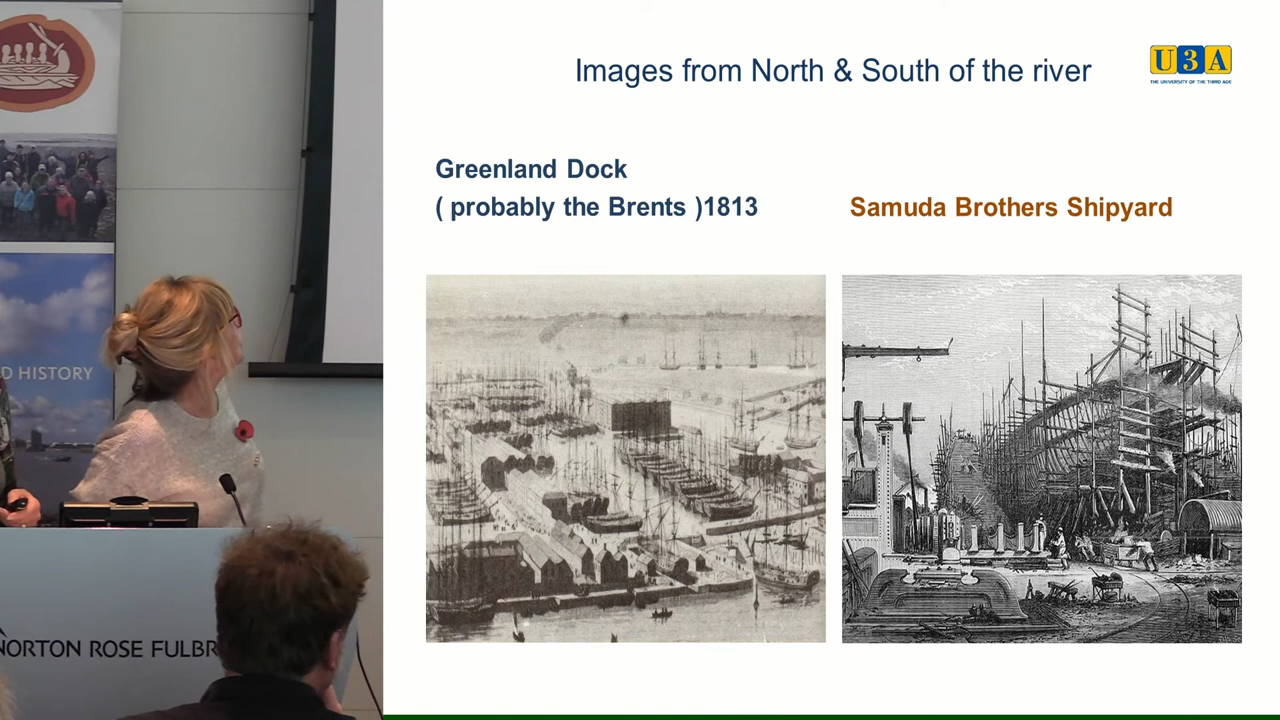 Images from North & South of the river
U3A
THE UNIVERSITY OF THE THIRD AGE
Greenland Dock
( probably the Brents )1813
Samuda Brothers Shipyard
D HISTORY
NORTON ROSE FULBR